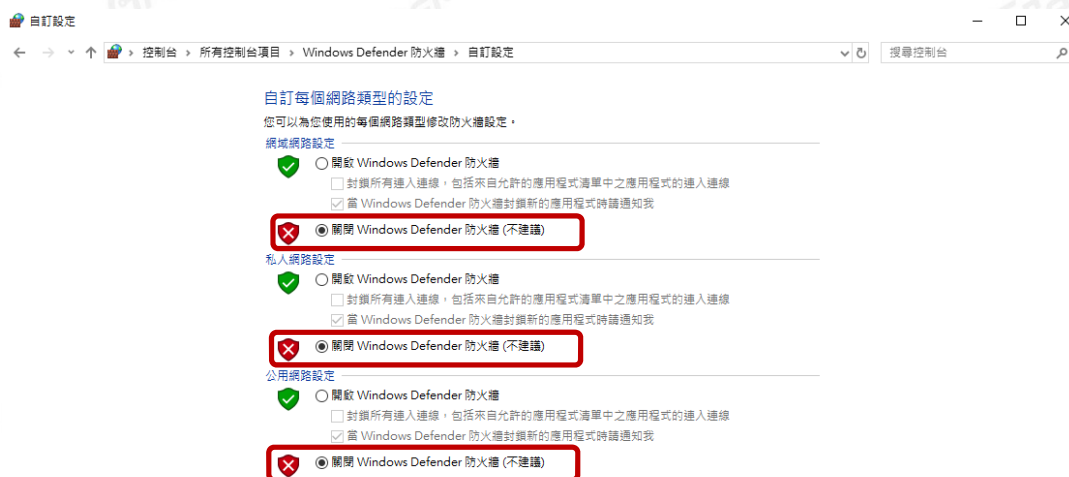 自訂設定
控制台 › 所有控制台項目 › Windows Defender 防火牆 › 自訂設定
搜尋控制台
自訂每個網路類型的設定
您可以為您使用的每個網路類型修改防火牆設定。
網域網路設定
開啟 Windows Defender 防火牆
封鎖所有連入連線，包括來自允許的應用程式清單中之應用程式的連入連線
當 Windows Defender 防火牆封鎖新的應用程式時請通知我
關閉 Windows Defender 防火牆 (不建議)
私人網路設定
開啟 Windows Defender 防火牆
封鎖所有連入連線，包括來自允許的應用程式清單中之應用程式的連入連線
當 Windows Defender 防火牆封鎖新的應用程式時請通知我
關閉 Windows Defender 防火牆 (不建議)
公用網路設定
開啟 Windows Defender 防火牆
封鎖所有連入連線，包括來自允許的應用程式清單中之應用程式的連入連線
當 Windows Defender 防火牆封鎖新的應用程式時請通知我
關閉 Windows Defender 防火牆 (不建議)